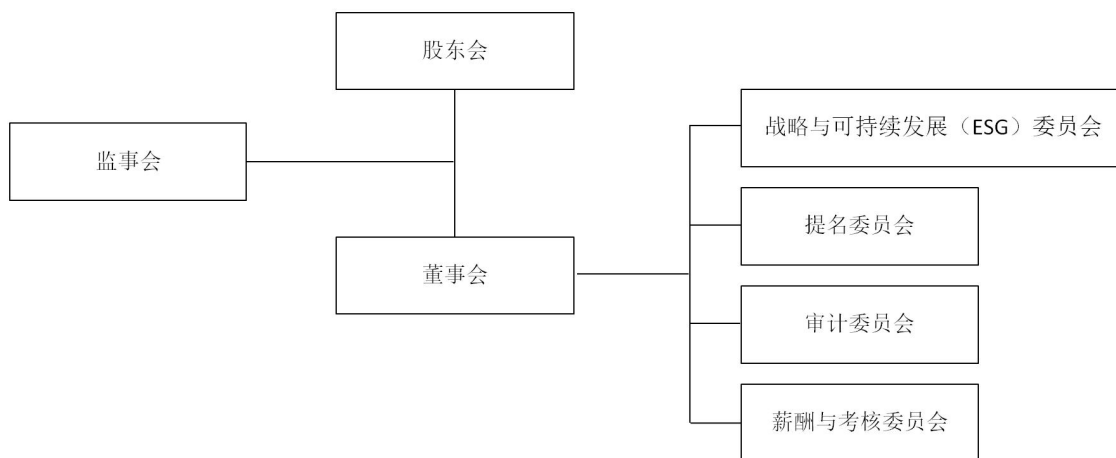 股东会
监事会
董事会
战略与可持续发展（ESG）委员会
提名委员会
审计委员会
薪酬与考核委员会